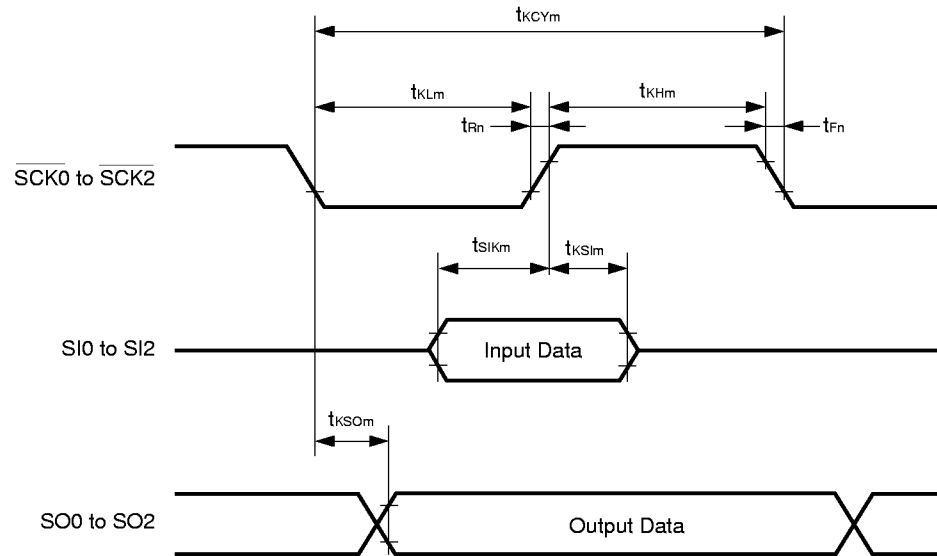 tKCYm
tKLm
tKHm
tRn
tFn
SCK0 to SCK2
tSIKm
tKSIm
SI0 to SI2
Input Data
tKSOm
SO0 to SO2
Output Data